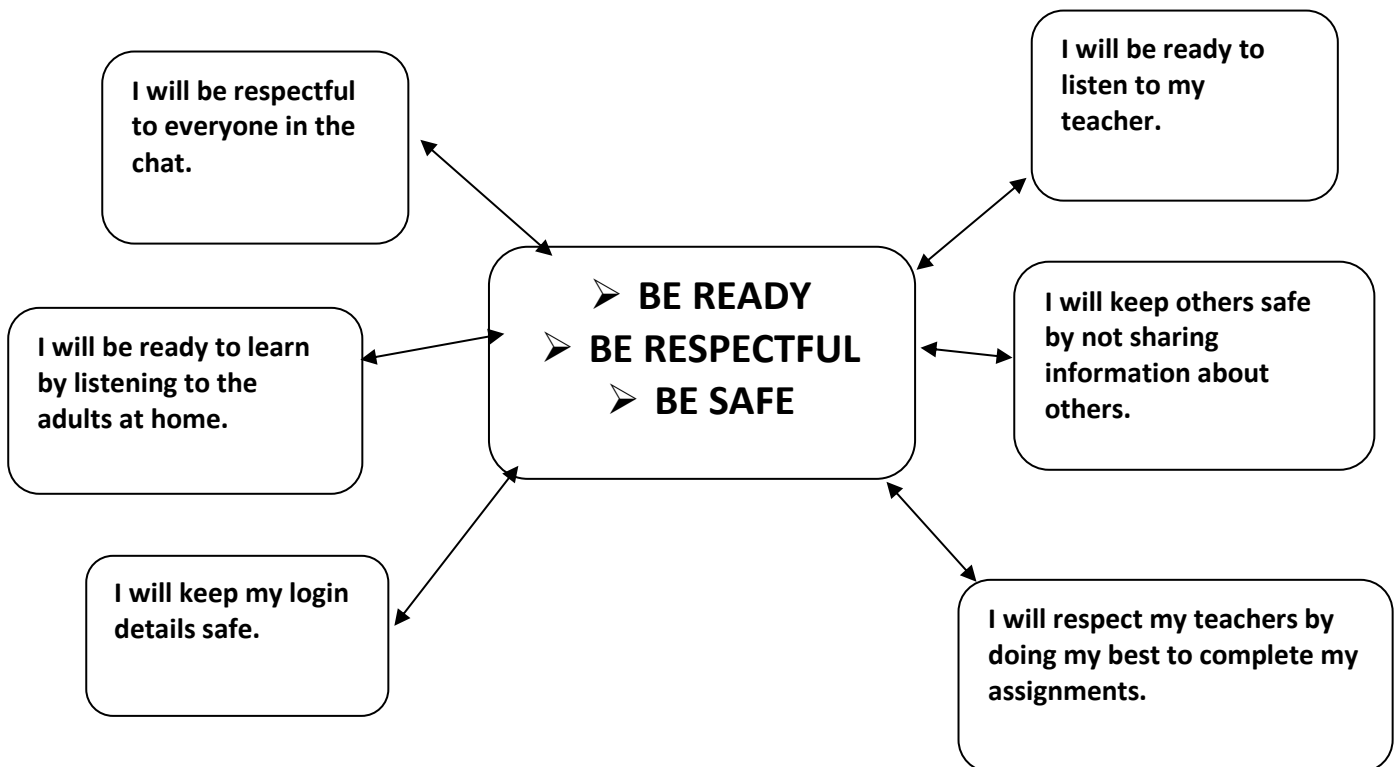 I will be respectful
to everyone in the
chat.
I will be ready to
listen to my
teacher.
➢ BE READY
➢ BE RESPECTFUL
➢ BE SAFE
I will be ready to learn
by listening to the
adults at home.
I will keep others safe
by not sharing
information about
others.
I will keep my login
details safe.
I will respect my teachers by
doing my best to complete my
assignments.